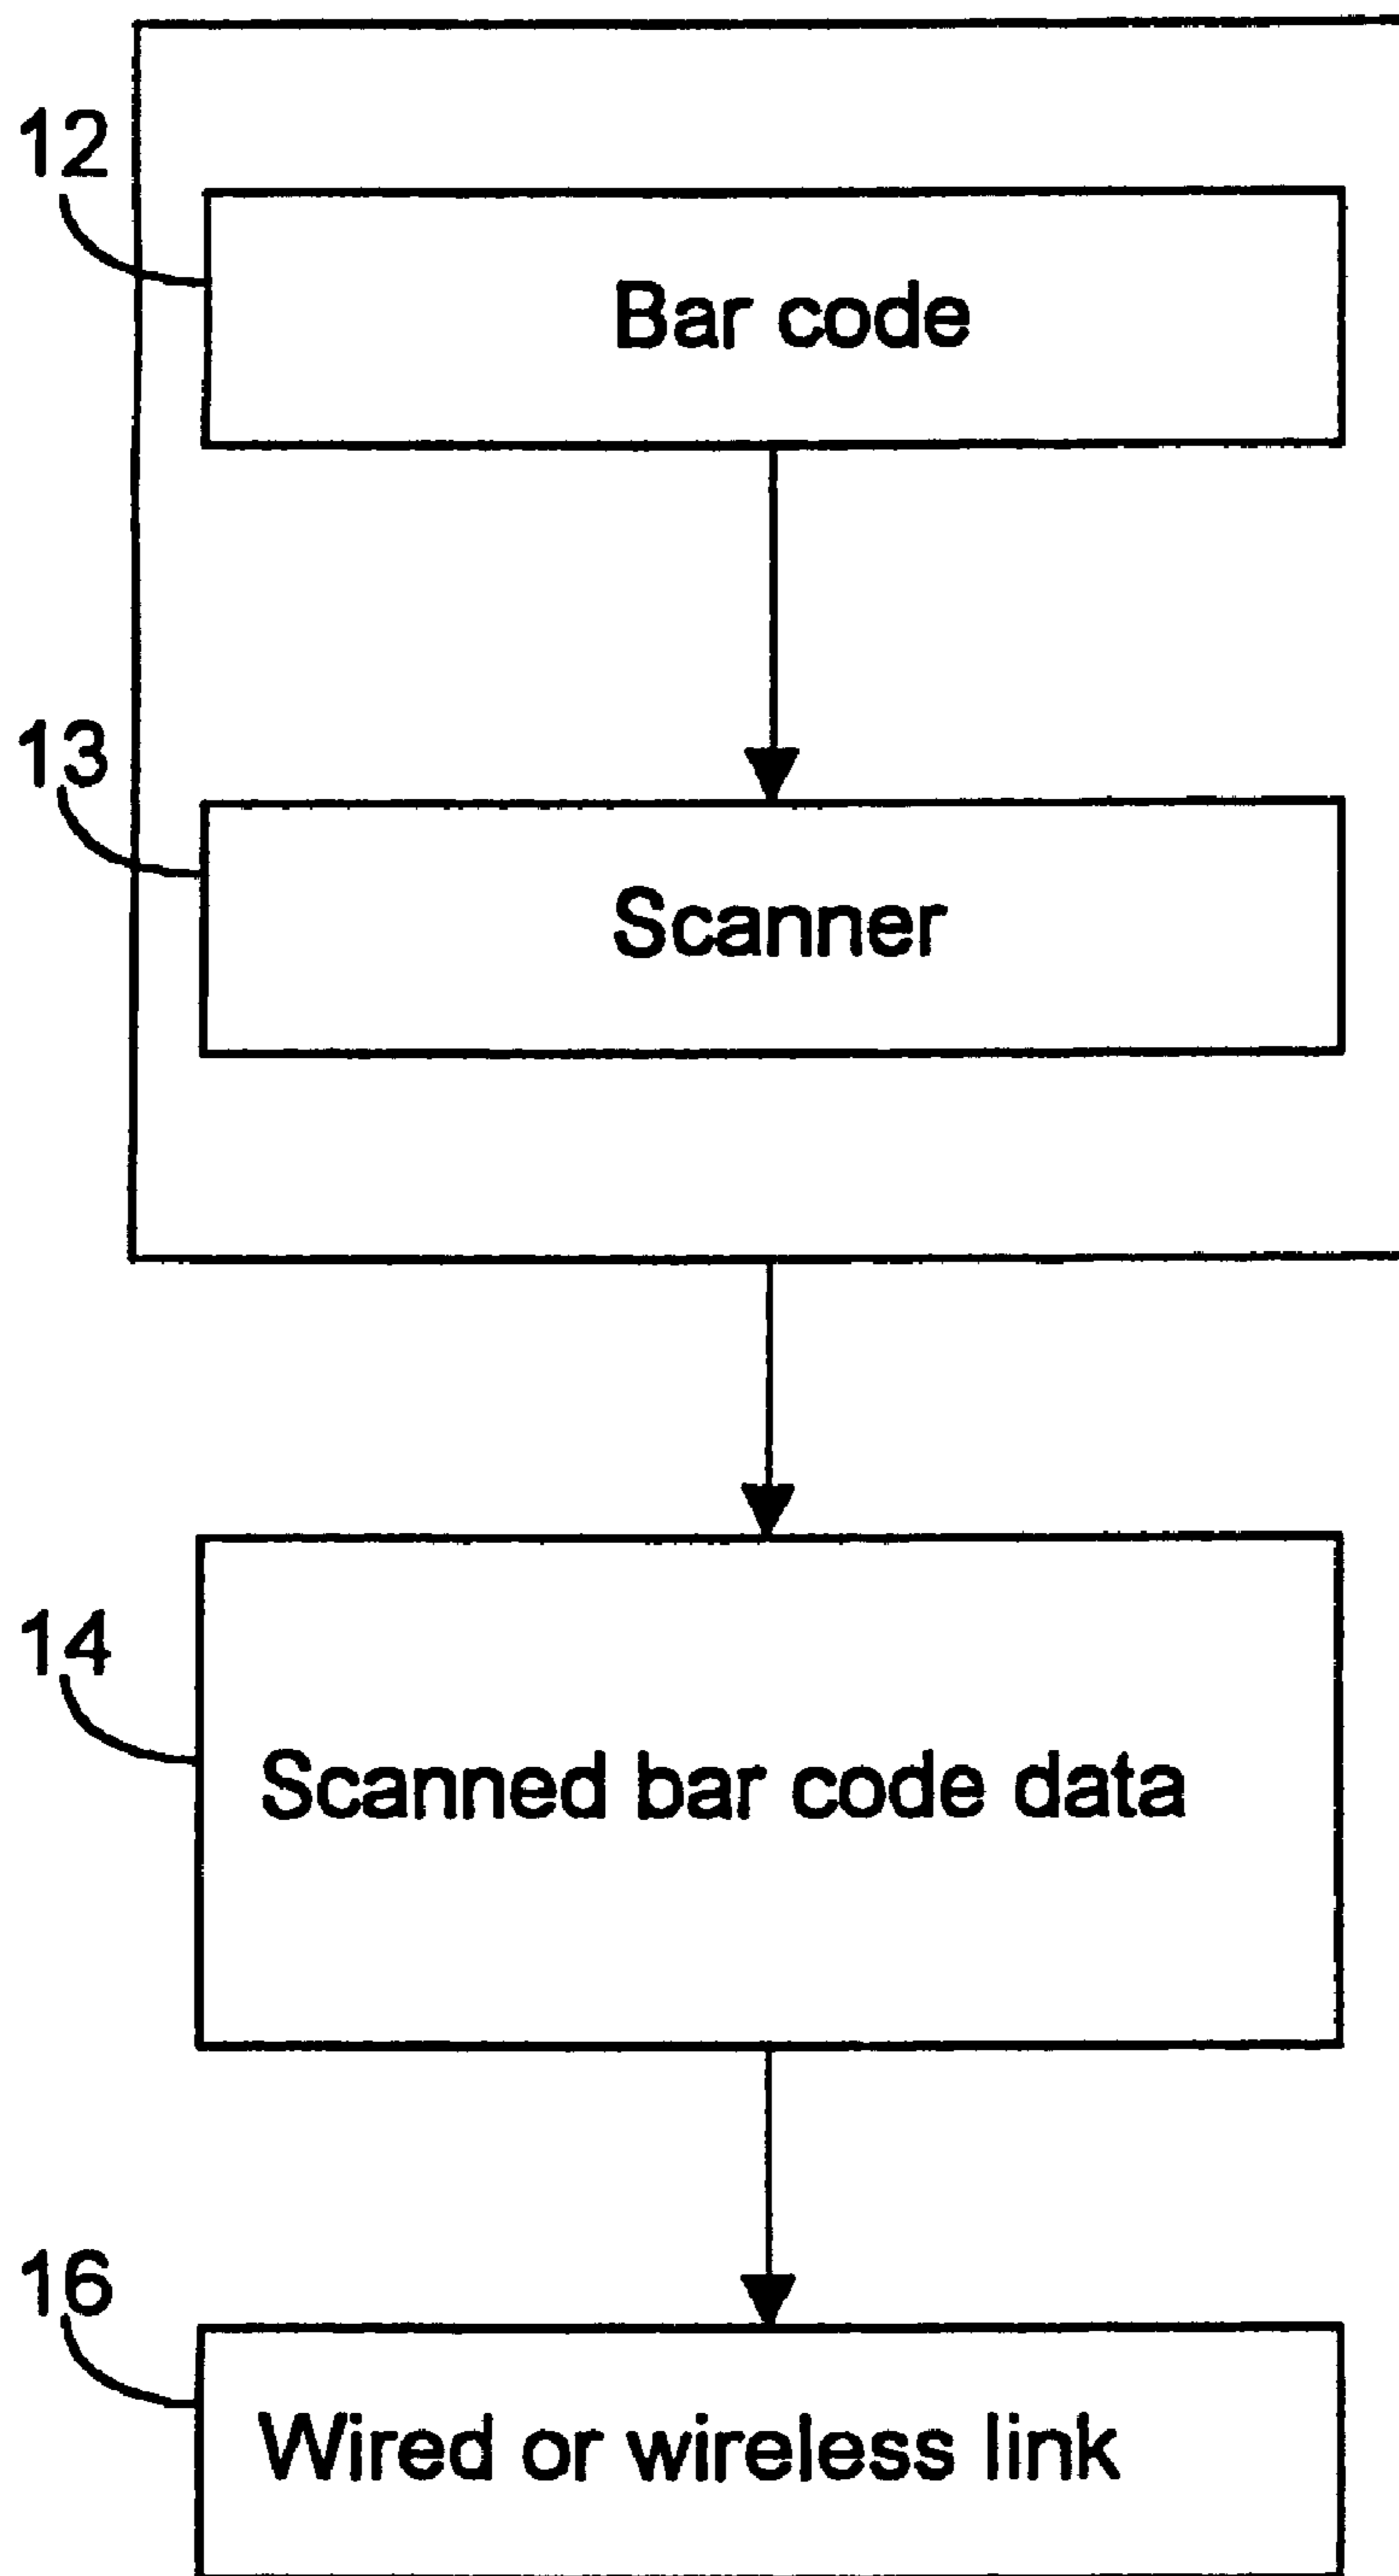 12
Bar code
13
Scanner
14
Scanned bar code data
16
Wired or wireless link